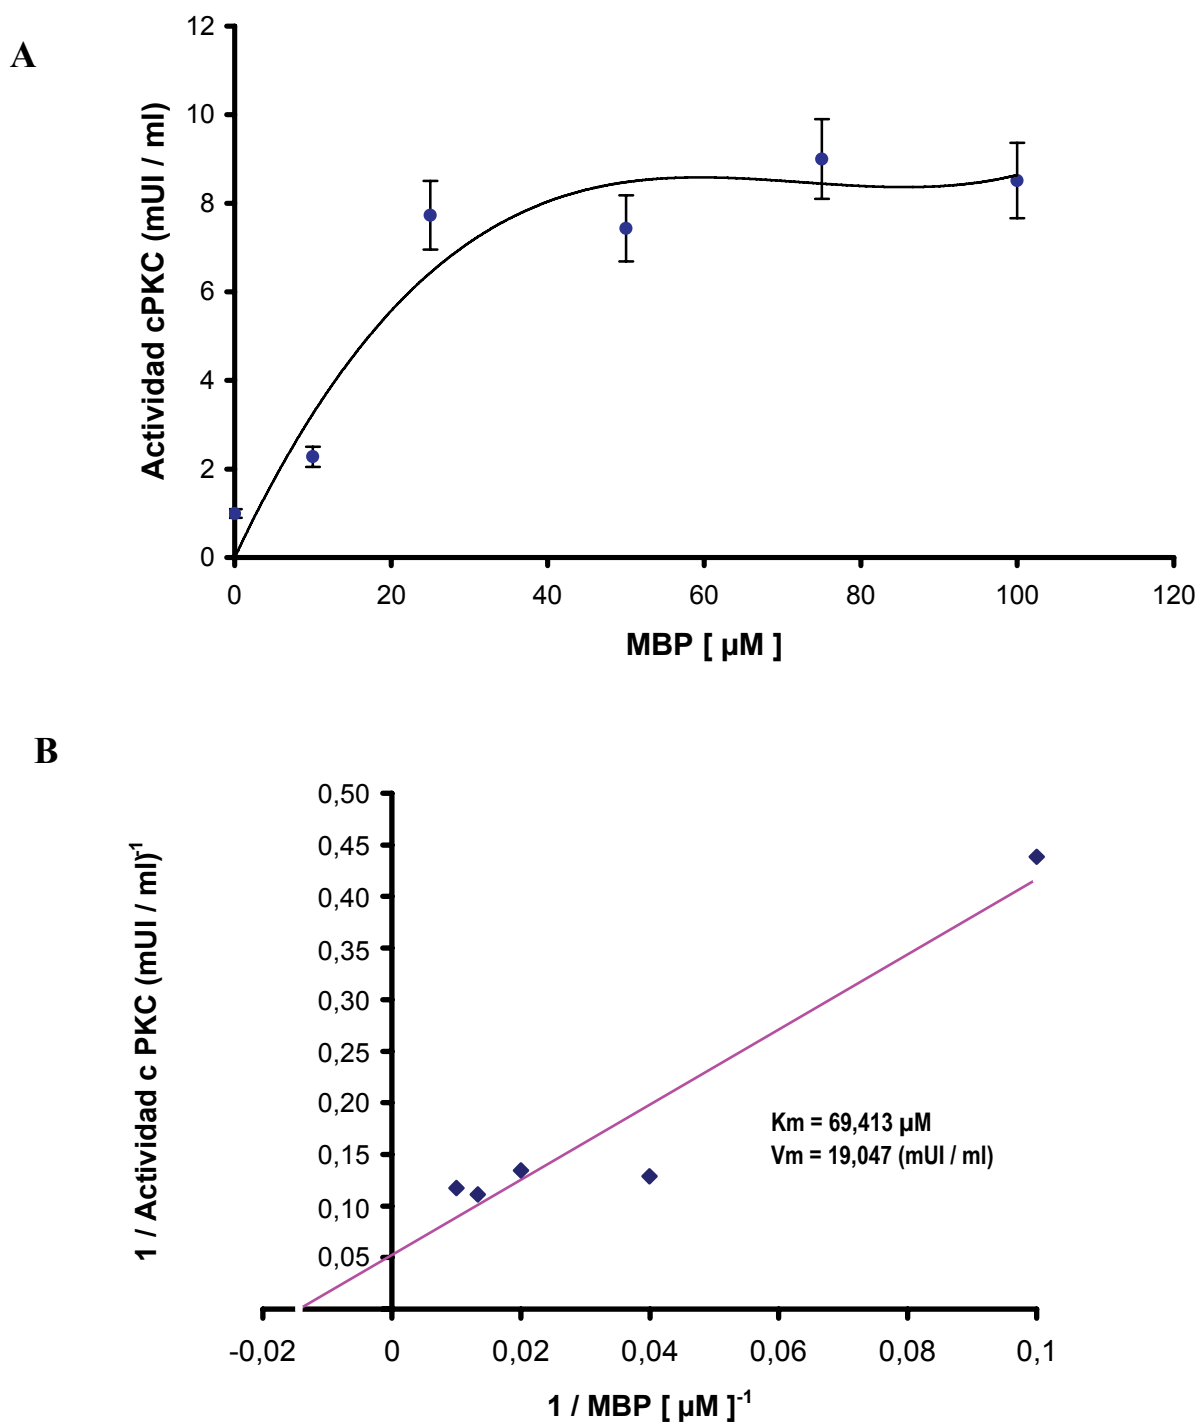 A
12
10
8
6
4
2
0
Actividad cPKC (mUI / ml)
0 20 40 60 80 100 120
MBP [ µM ]
B
0,50
0,45
0,40
0,35
0,30
0,25
0,20
0,15
0,10
0,05
1 / Actividad c PKC (mUI / ml)-1
Km = 69,413 µM
Vm = 19,047 (mUI / ml)
-0,02 0 0,02 0,04 0,06 0,08 0,1
1 / MBP [ µM ]-1